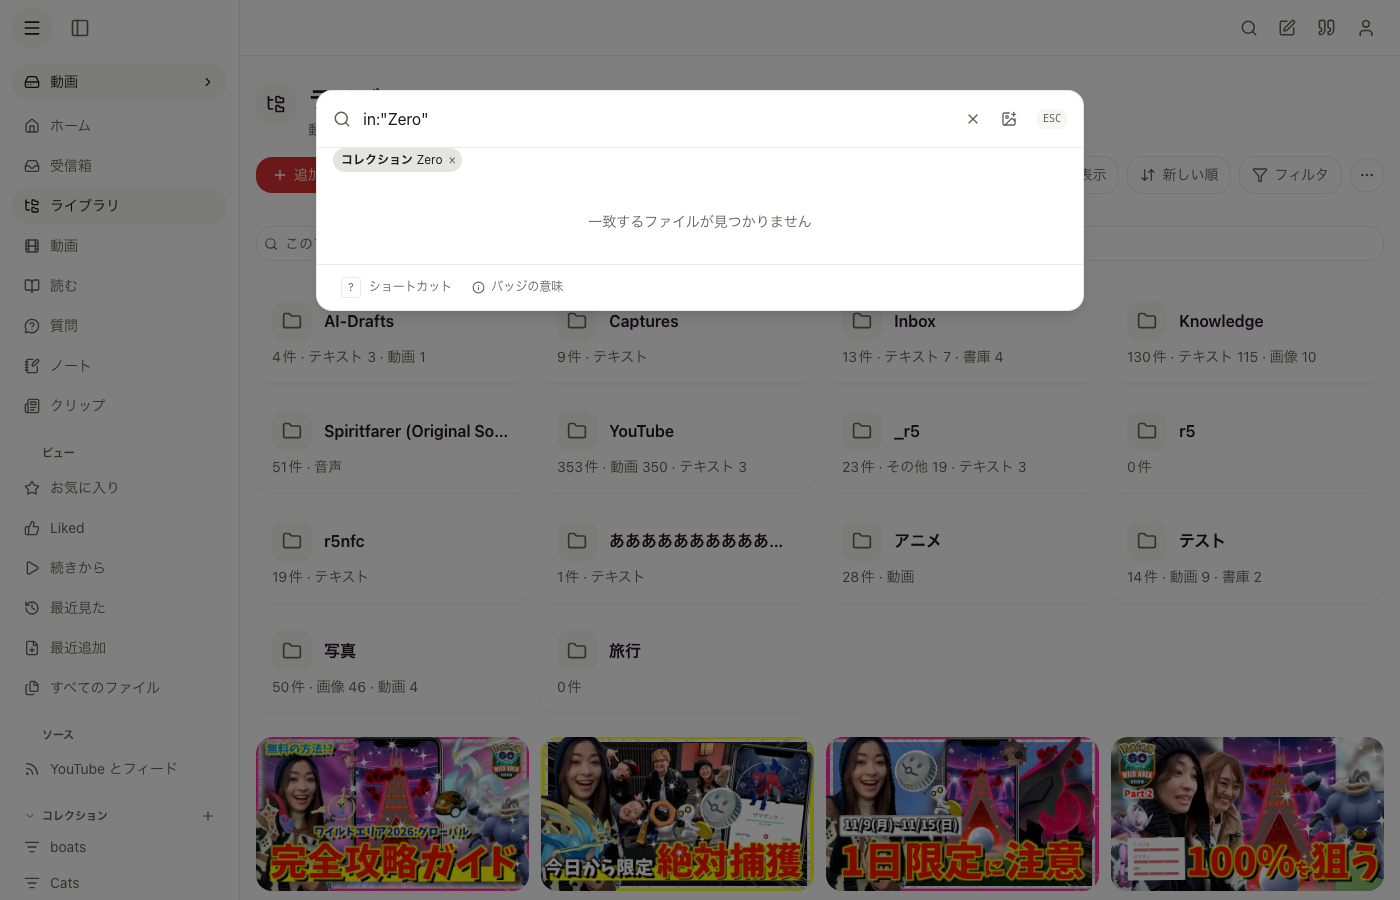 動画
ホーム
受信箱
ライブラリ
動画
読む
質問
ノート
クリップ
ビュー
お気に入り
Liked
続きから
最近見た
最近追加
すべてのファイル
ソース
YouTube とフィード
コレクション
boats
Cats
in:"Zero"
ESC
コレクション Zero ×
一致するファイルが見つかりません
? ショートカット バッジの意味
+ 追加
表示
新しい順
フィルタ
この
AI-Drafts
4件 · テキスト 3 · 動画 1
Captures
9件 · テキスト
Inbox
13件 · テキスト 7 · 書庫 4
Knowledge
130件 · テキスト 115 · 画像 10
Spiritfarer (Original So...
51件 · 音声
YouTube
353件 · 動画 350 · テキスト 3
_r5
23件 · その他 19 · テキスト 3
r5
0件
r5nfc
19件 · テキスト
ああああああああああ...
1件 · テキスト
アニメ
28件 · 動画
テスト
14件 · 動画 9 · 書庫 2
写真
50件 · 画像 46 · 動画 4
旅行
0件
無料の方法!?
Pokémon GO
WILD AREA
2026
ワイルドエリア2026:グローバル
完全攻略ガイド
今日から限定絶対捕獲
11/9(月)~11/15(日)
1日限定に注意
Pokémon GO
WILD AREA
2026
Part 2
100%を狙う